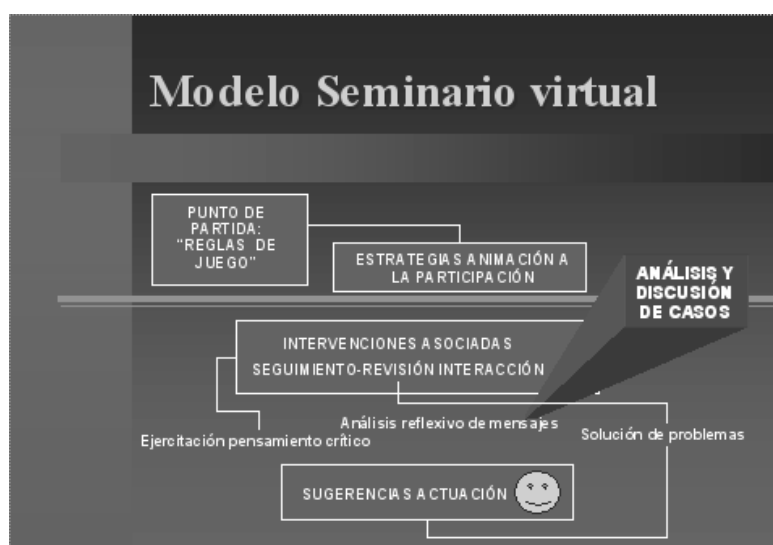 Modelo Seminario virtual
PUNTO DE
PARTIDA:
"REGLAS DE
JUEGO"
ESTRATEGIAS ANIMACIÓN A
LA PARTICIPACIÓN
ANÁLISIS Y
DISCUSIÓN
DE CASOS
INTERVENCIONES ASOCIADAS
SEGUIMIENTO-REVISIÓN INTERACCIÓN
Ejercitación pensamiento crítico
Análisis reflexivo de mensajes
Solución de problemas
SUGERENCIAS ACTUACIÓN